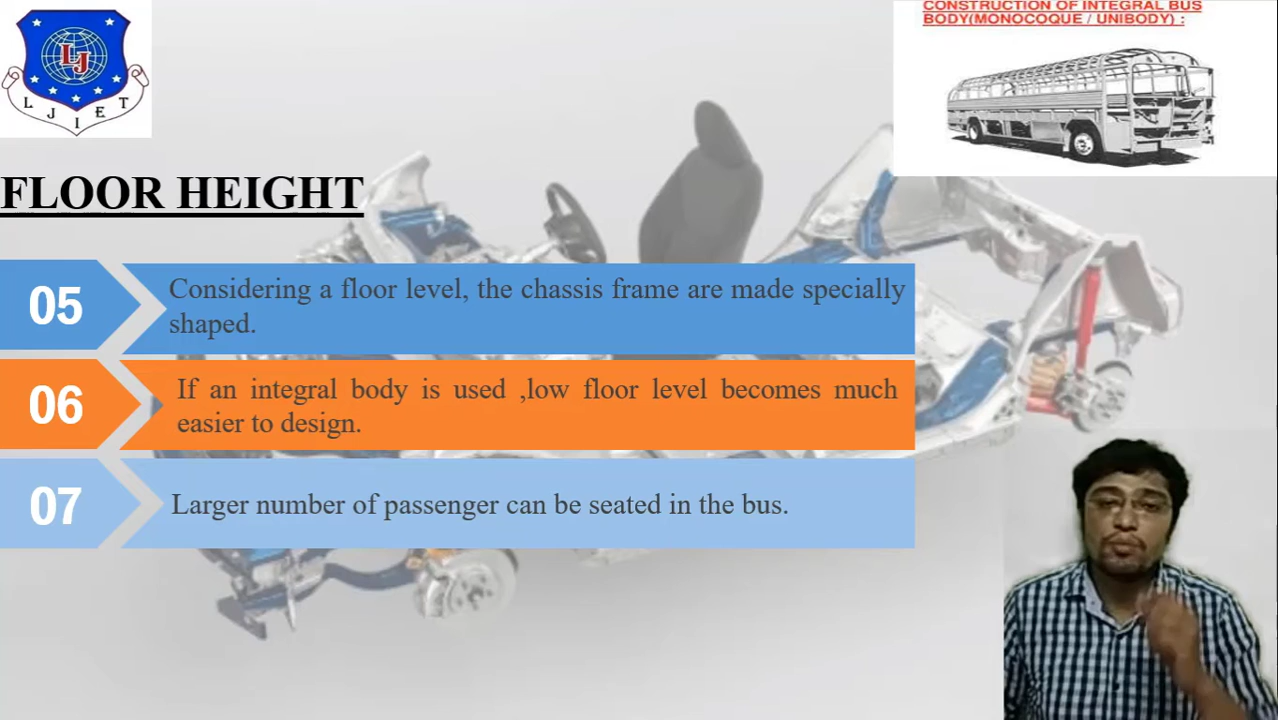 CONSTRUCTION OF INTEGRAL BUS
BODY(MONOCOQUE / UNIBODY) :
LJ
L J I E T
FLOOR HEIGHT
05
Considering a floor level, the chassis frame are made specially
shaped.
06
If an integral body is used ,low floor level becomes much
easier to design.
07
Larger number of passenger can be seated in the bus.